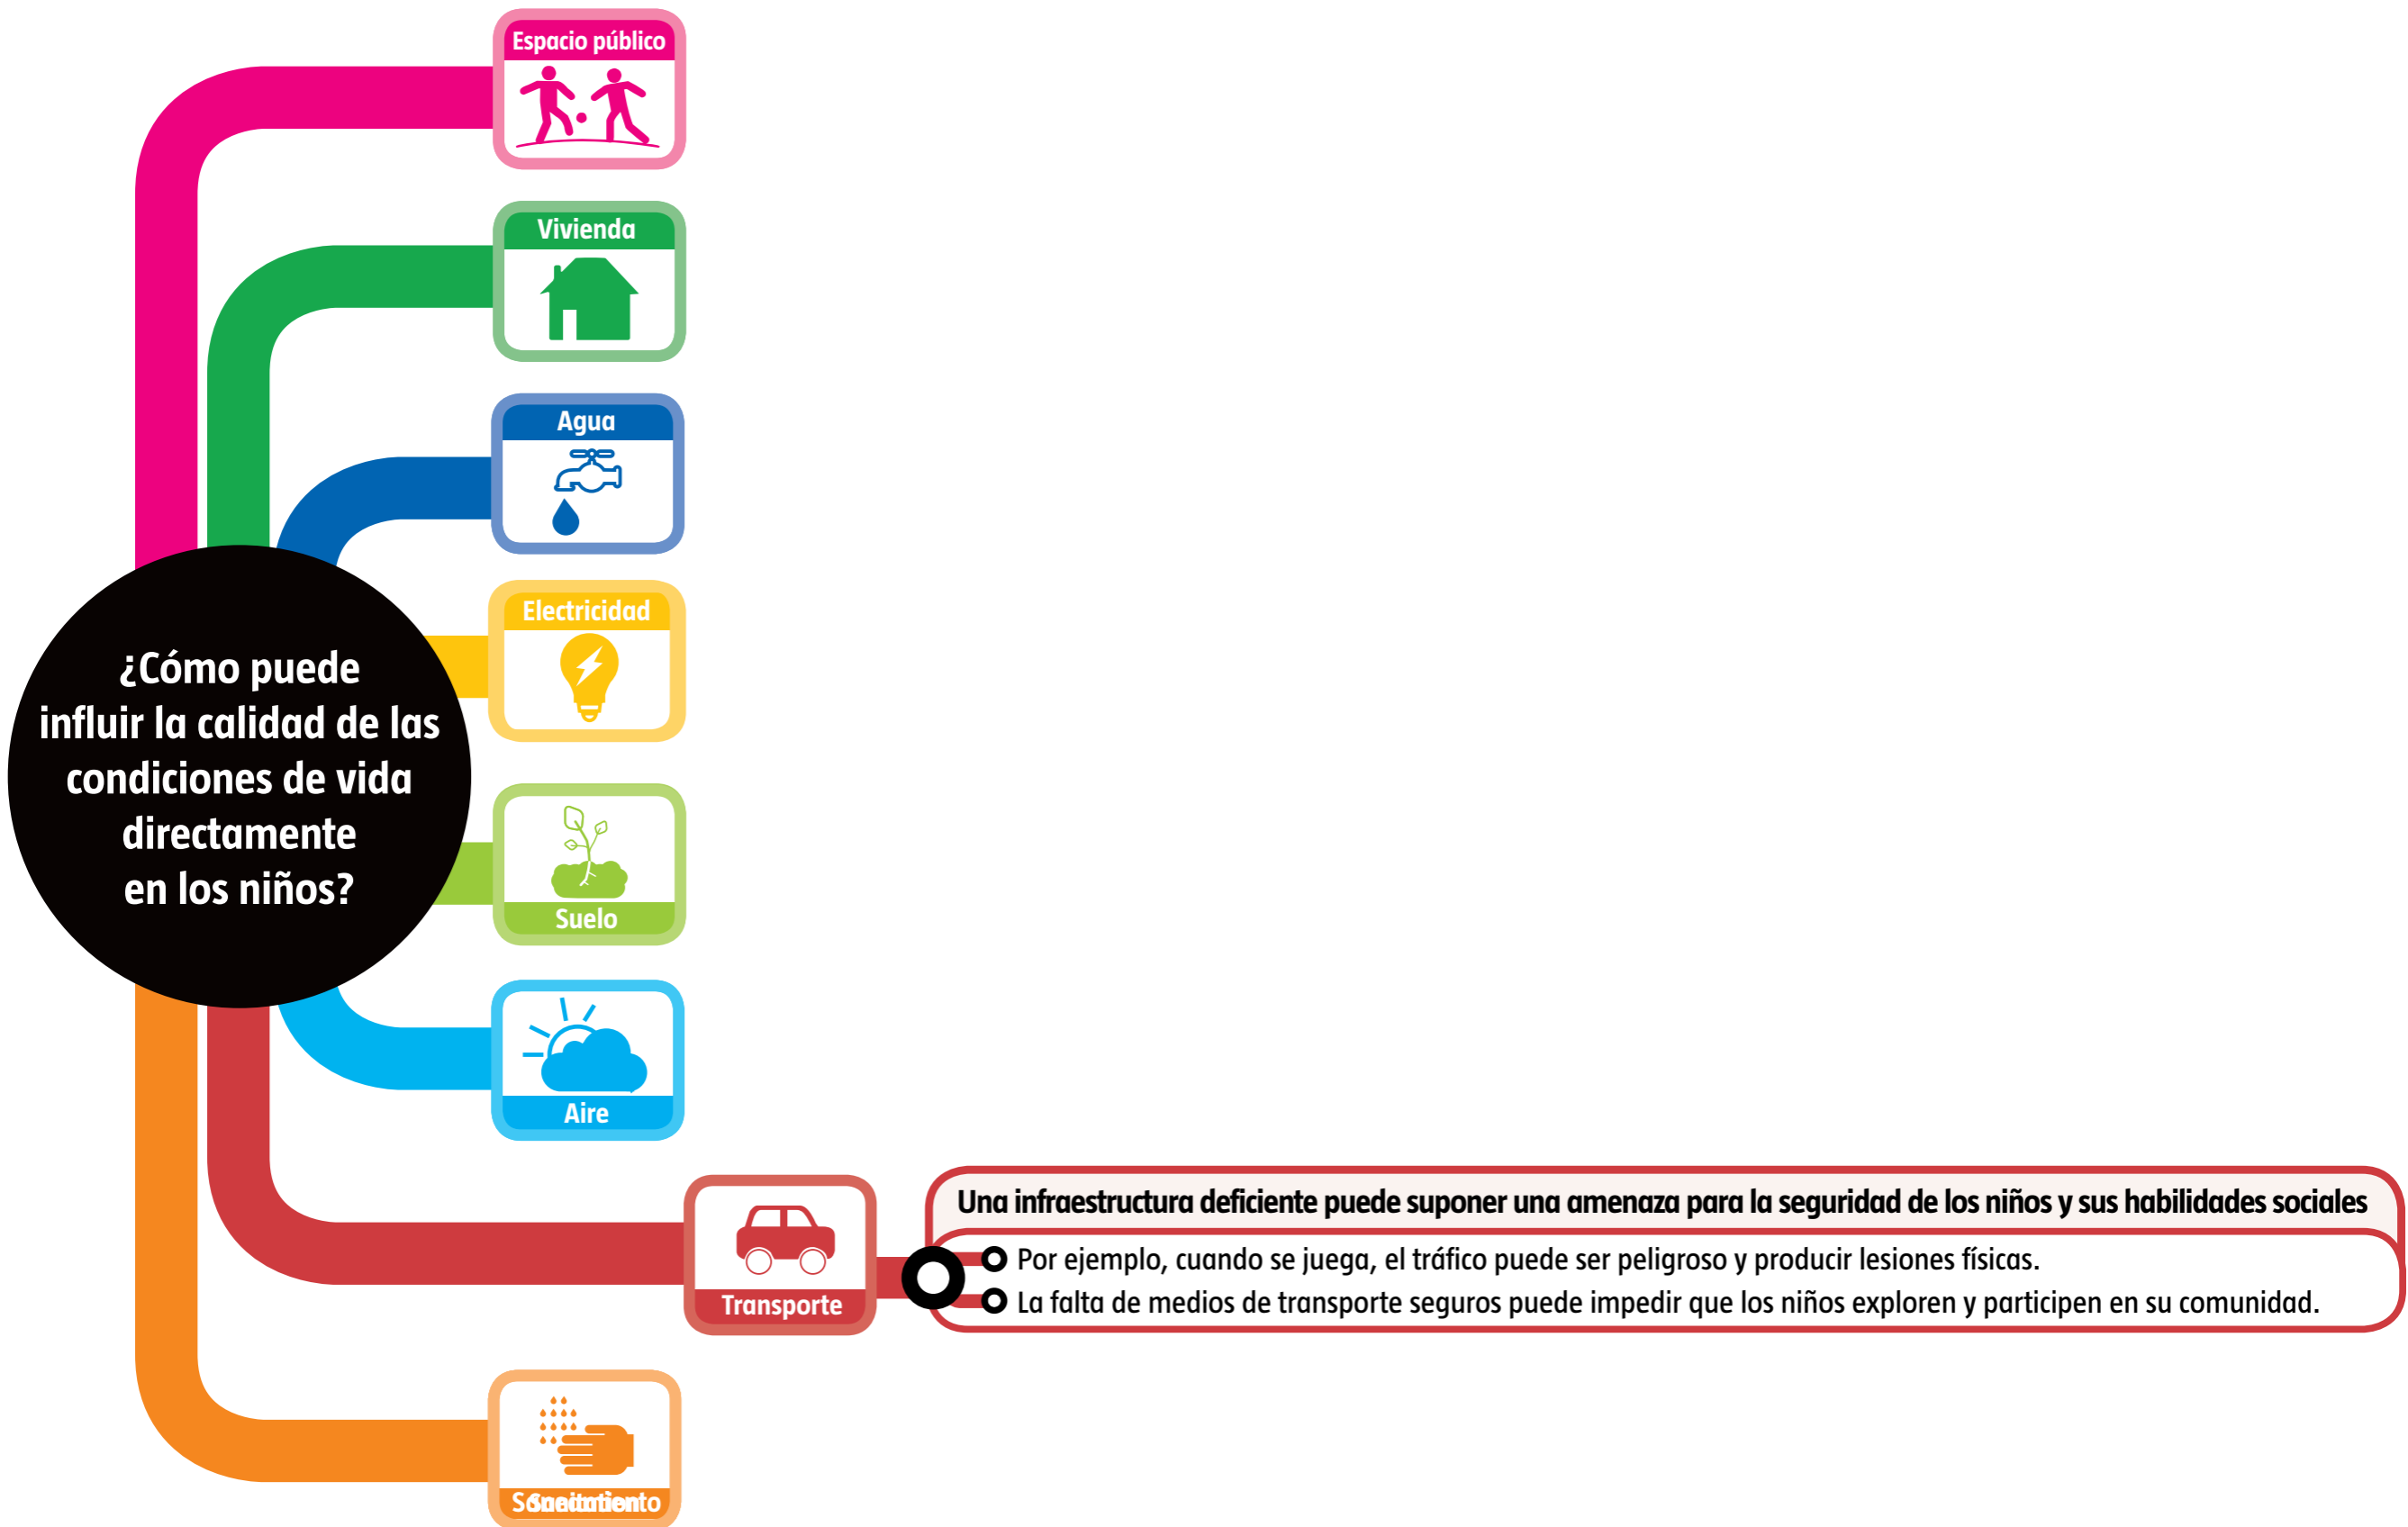 Espacio público
Vivienda
Agua
Electricidad
¿Cómo puede
influir la calidad de las
condiciones de vida
directamente
en los niños?
Suelo
Aire
Transporte
Una infraestructura deficiente puede suponer una amenaza para la seguridad de los niños y sus habilidades sociales
Por ejemplo, cuando se juega, el tráfico puede ser peligroso y producir lesiones físicas.
La falta de medios de transporte seguros puede impedir que los niños exploren y participen en su comunidad.